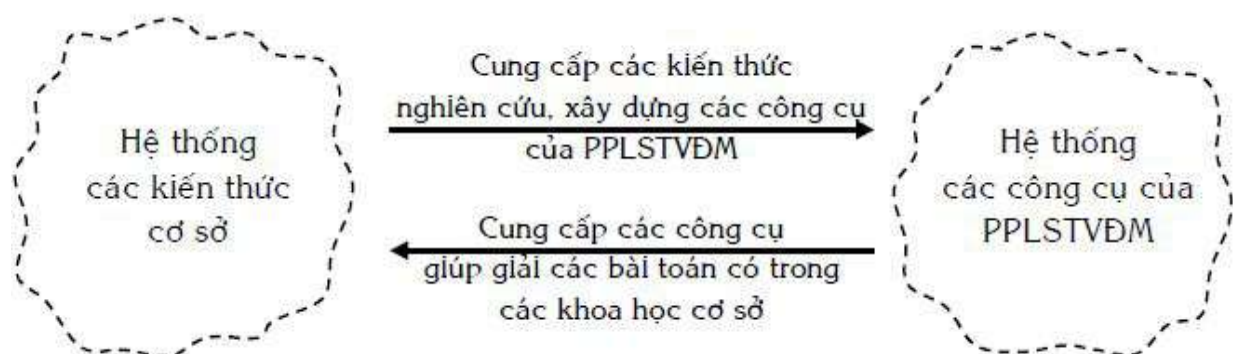 Hệ thống
các kiến thức
cơ sở
Cung cấp các kiến thức
nghiên cứu, xây dựng các công cụ
của PPLSTVĐM
Cung cấp các công cụ
giúp giải các bài toán có trong
các khoa học cơ sở
Hệ thống
các công cụ của
PPLSTVĐM